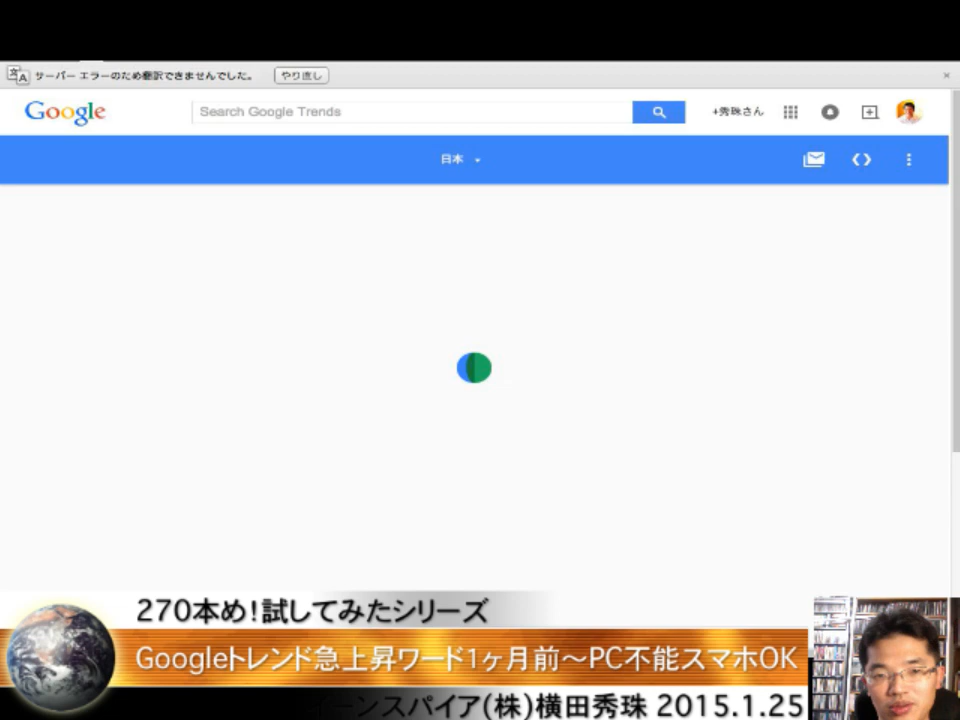 サーバー エラーのため翻訳できませんでした。 やり直し
Google Search Google Trends +秀珠さん
日本
270本め!試してみたシリーズ
Googleトレンド急上昇ワード1ヶ月前～PC不能スマホOK
イーンスパイア(株)横田秀珠 2015.1.25